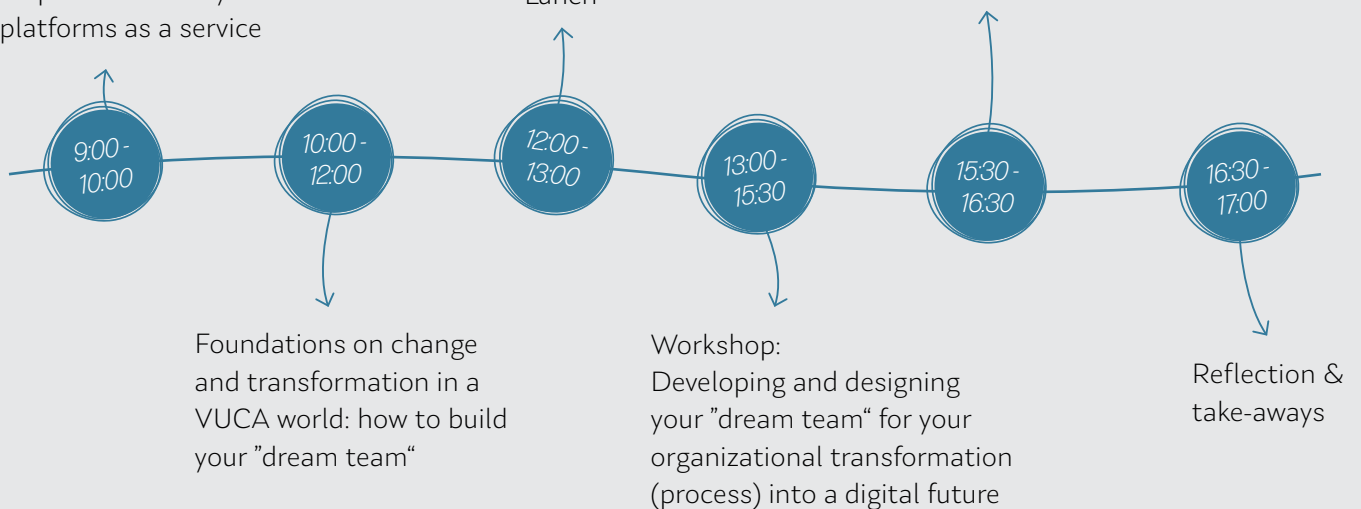 platforms as a service
Lunch
9:00 -
10:00
10:00 -
12:00
12:00 -
13:00
13:00 -
15:30
15:30 -
16:30
16:30 -
17:00
Foundations on change
and transformation in a
VUCA world: how to build
your ”dream team“
Workshop:
Developing and designing
your ”dream team“ for your
organizational transformation
(process) into a digital future
Reflection &
take-aways